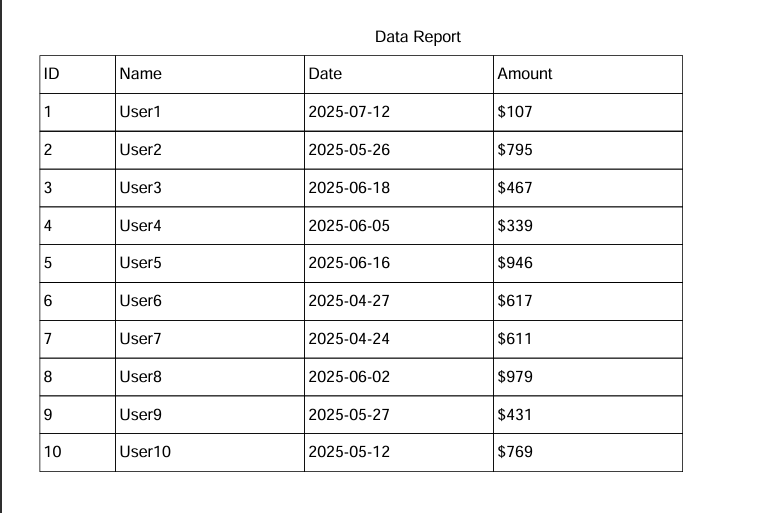 Data Report
ID Name Date Amount
1 User1 2025-07-12 $107
2 User2 2025-05-26 $795
3 User3 2025-06-18 $467
4 User4 2025-06-05 $339
5 User5 2025-06-16 $946
6 User6 2025-04-27 $617
7 User7 2025-04-24 $611
8 User8 2025-06-02 $979
9 User9 2025-05-27 $431
10 User10 2025-05-12 $769